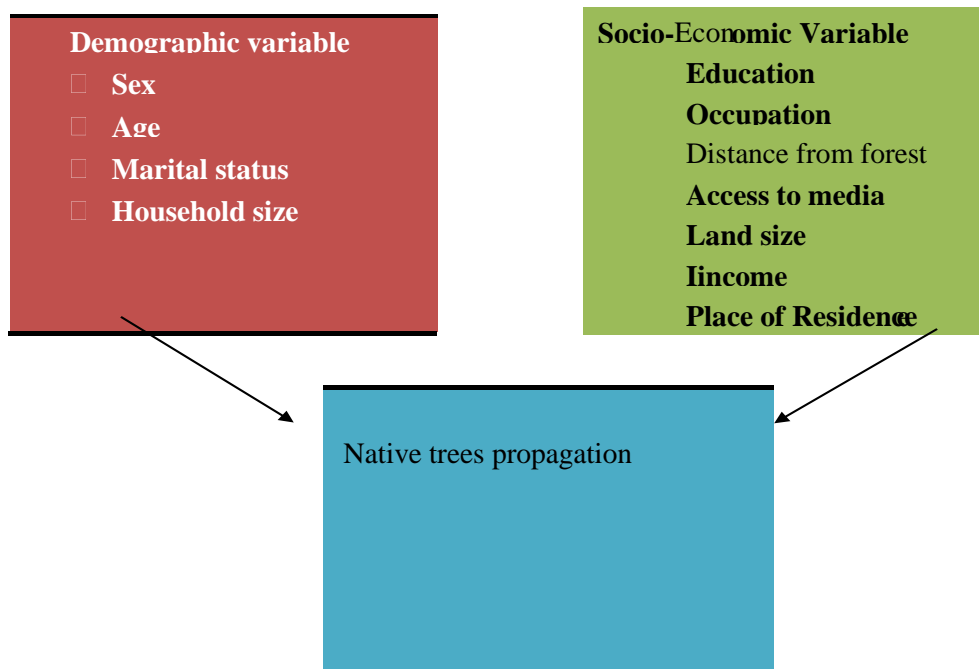 Demographic variable
Sex
Age
Marital status
Household size
Socio-Economic Variable
Education
Occupation
Distance from forest
Access to media
Land size
Iincome
Place of Residence
Native trees propagation